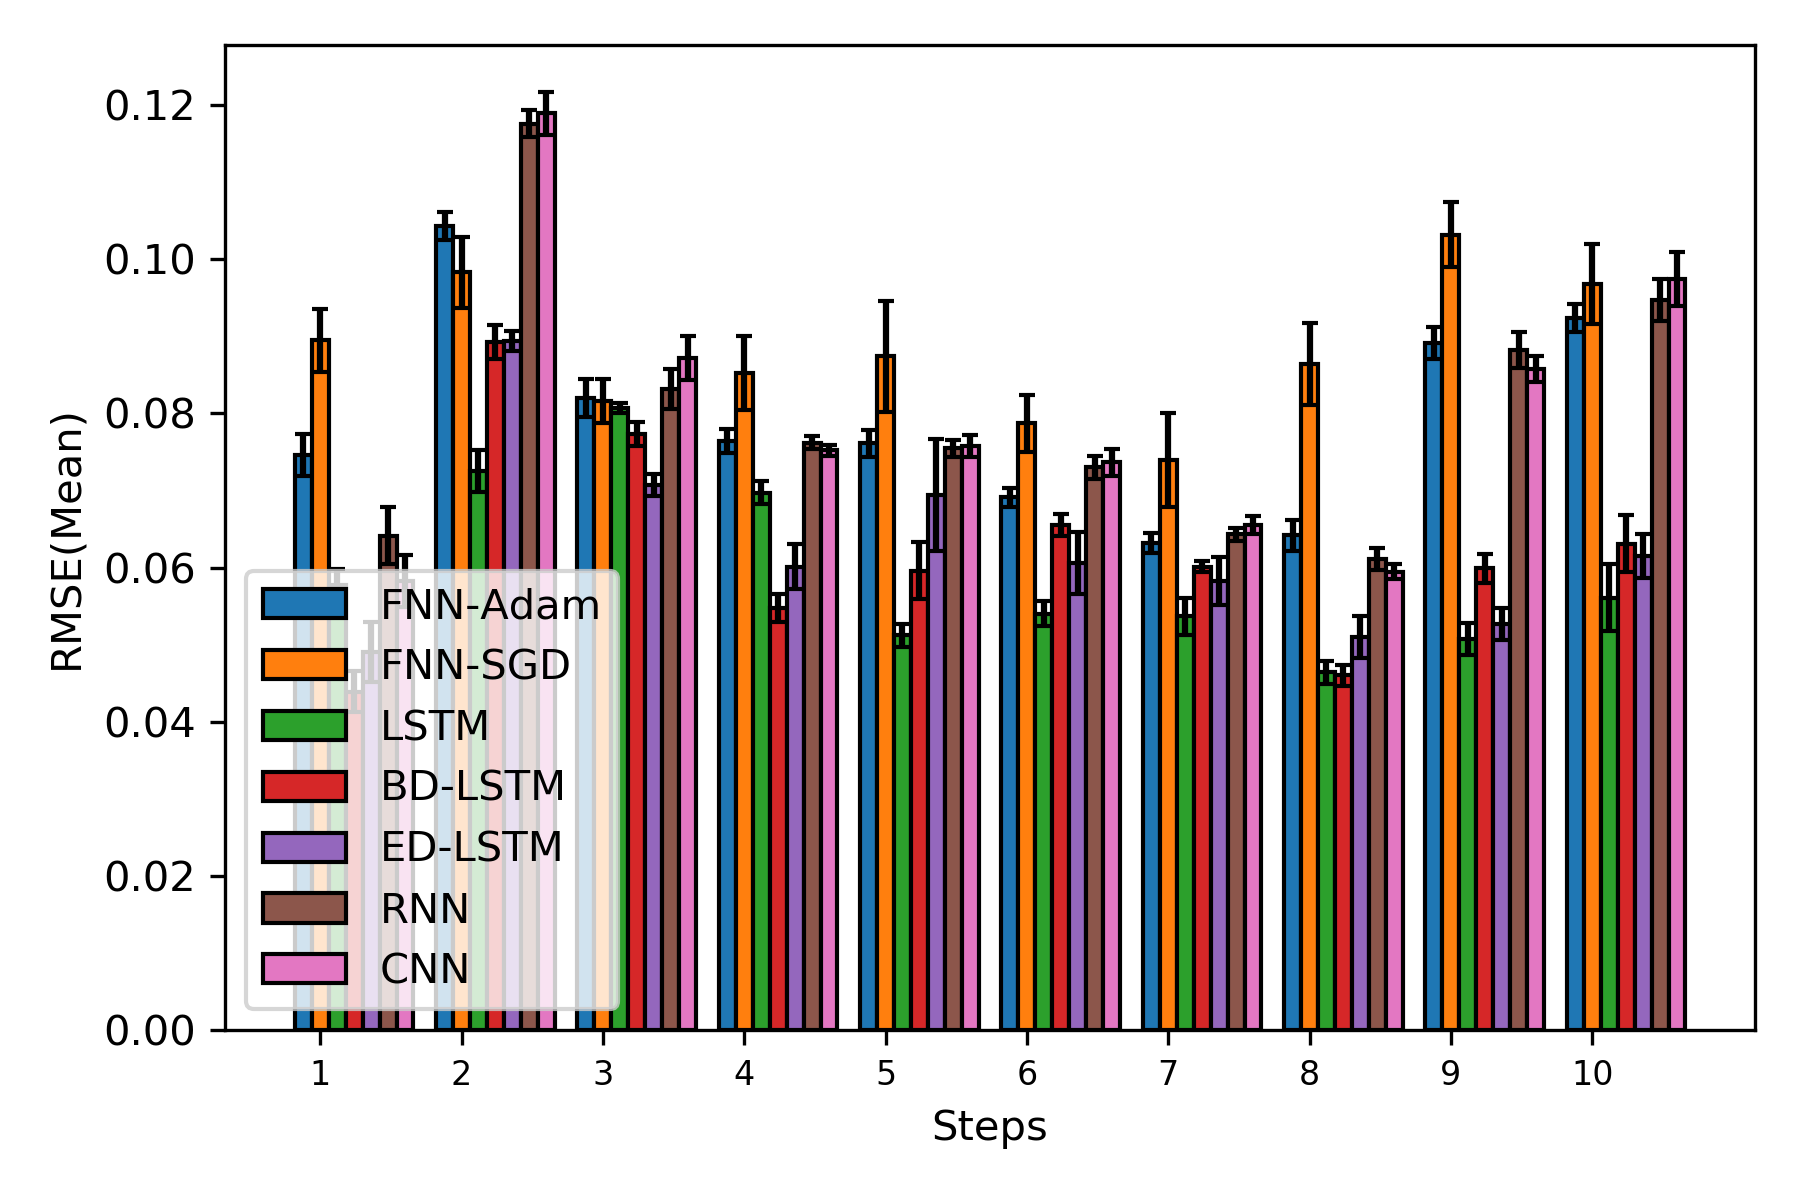 RMSE(Mean)
0.12
0.10
0.08
0.06
0.04
0.02
0.00
FNN-Adam
FNN-SGD
LSTM
BD-LSTM
ED-LSTM
RNN
CNN
1 2 3 4 5 6 7 8 9 10
Steps